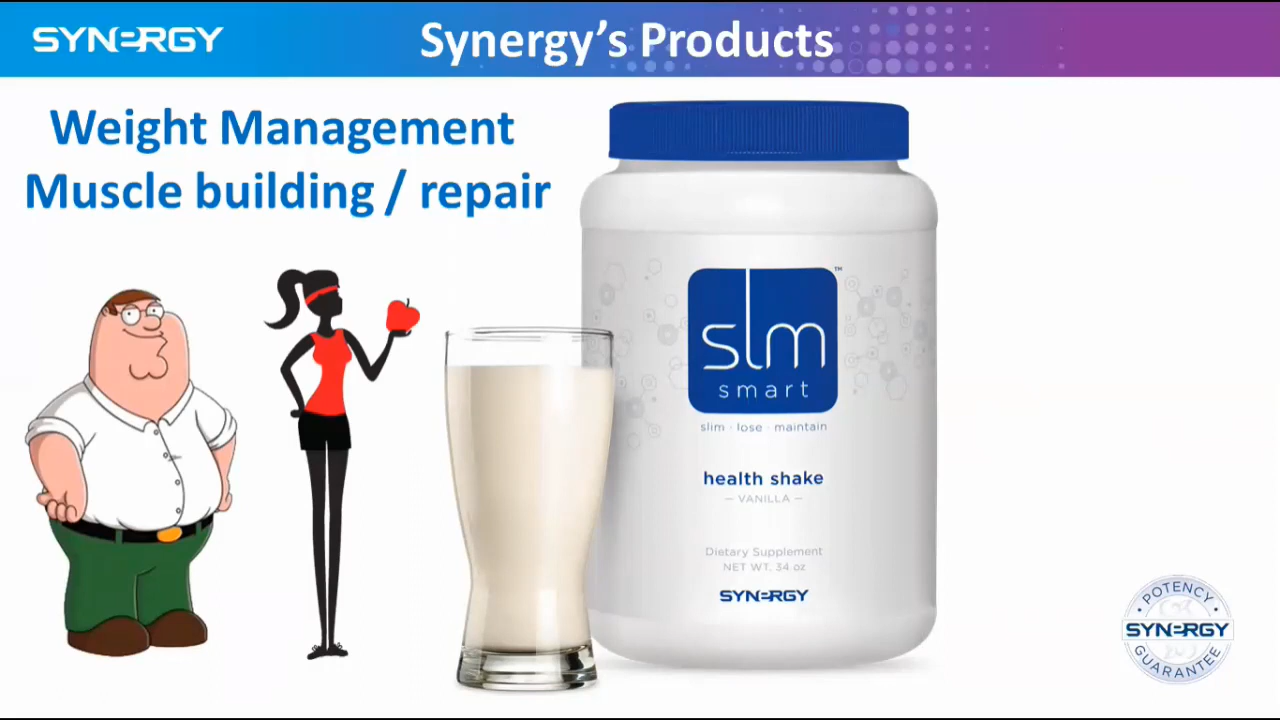 SYNERGY
Synergy's Products
Weight Management
Muscle building / repair
slm
TM
smart
slim · lose · maintain
health shake
– VANILLA –
Dietary Supplement
NET WT. 34 oz
SYNERGY
POTENCY
SYNERGY
GUARANTEE